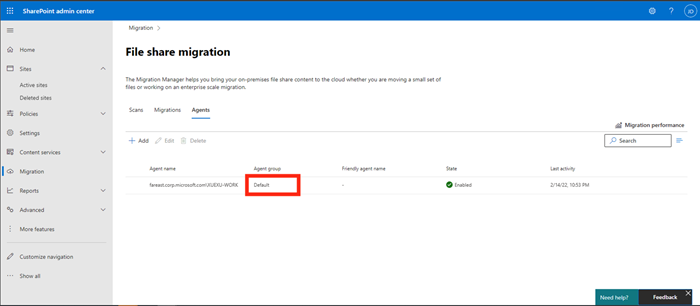 SharePoint admin center
JD
Migration
File share migration
The Migration Manager helps you bring your on-premises file share content to the cloud whether you are moving a small set of
files or working on an enterprise scale migration.
Scans Migrations Agents
Migration performance
Add Edit Delete
Search
Agent name Agent group Friendly agent name State Last activity
fareast.corp.microsoft.com\XUEXU-WORK Default - Enabled 2/14/22, 10:53 PM
Home
Sites
Active sites
Deleted sites
Policies
Settings
Content services
Migration
Reports
Advanced
More features
Customize navigation
Show all
Need help? Feedback